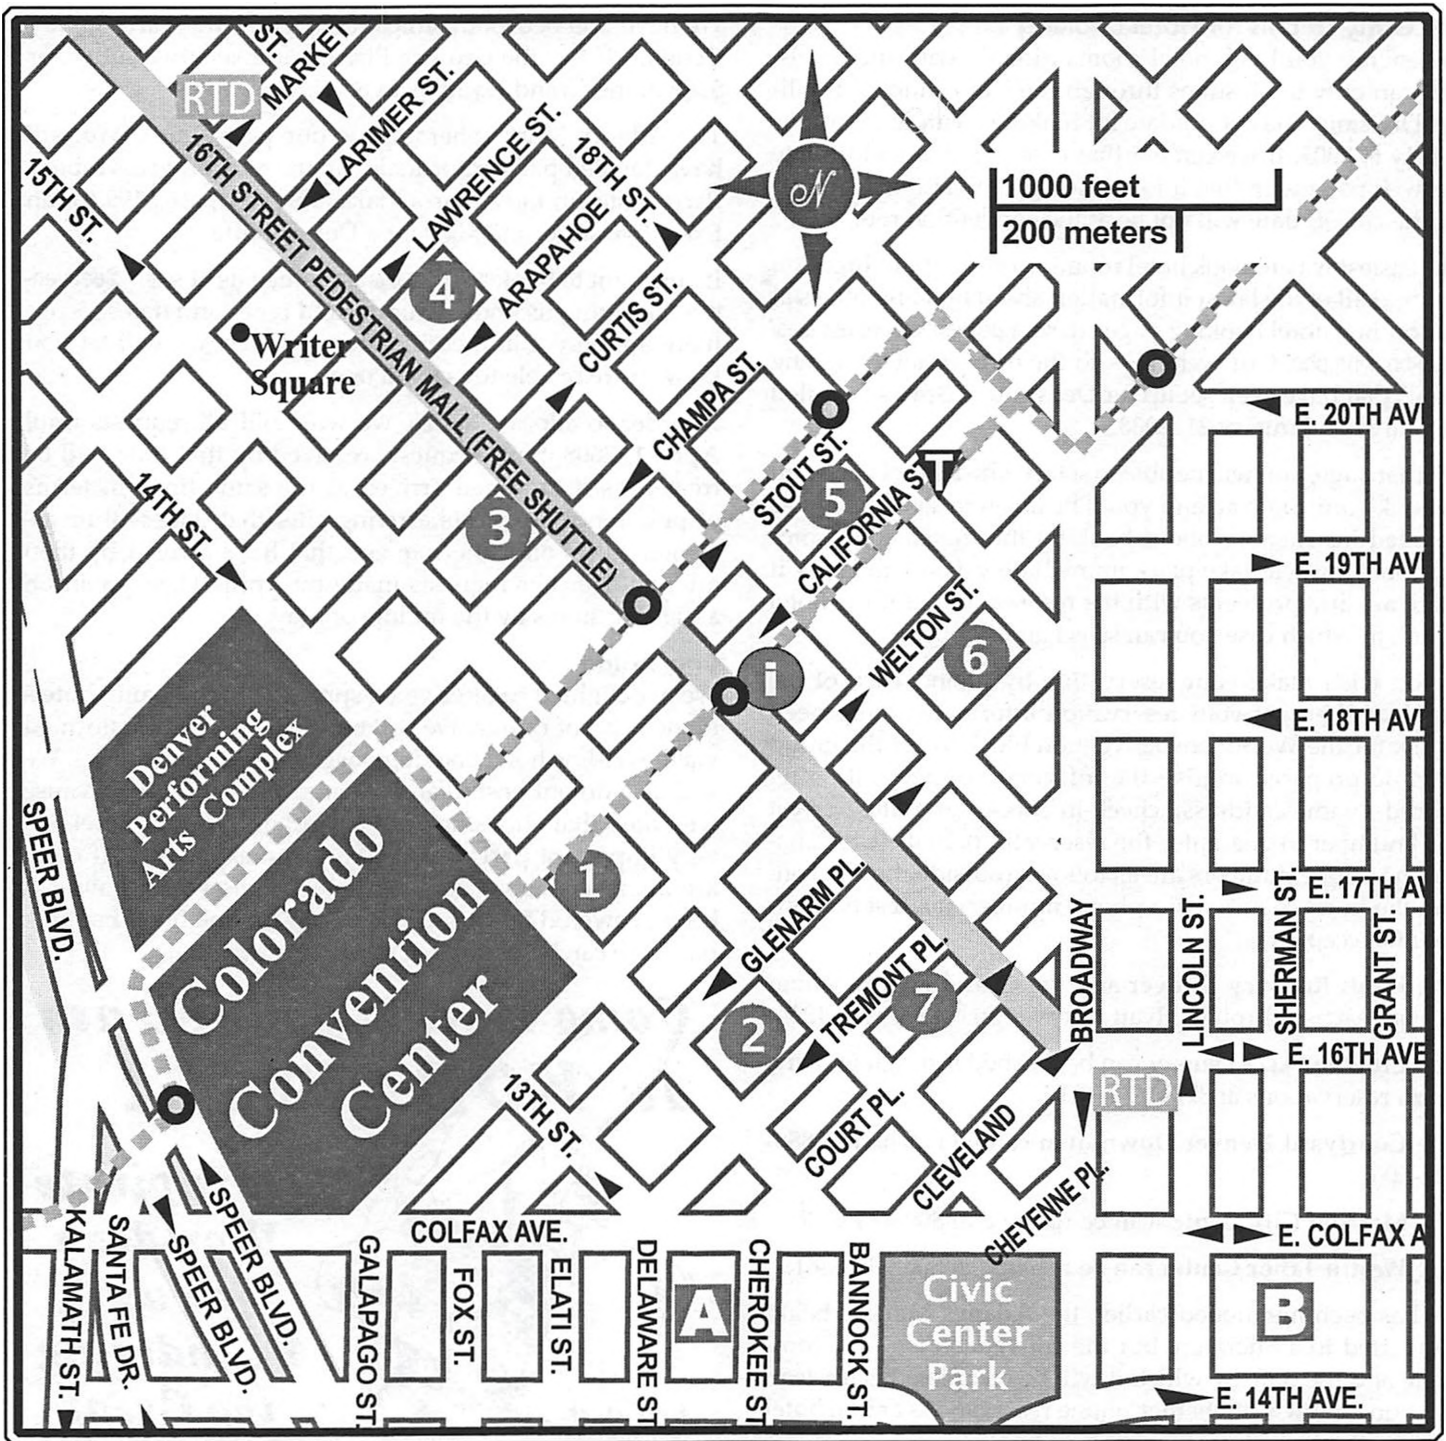 ST.
MARKET
RTD
LARIMER ST.
LAWRENCE ST.
18TH ST.
ARAPAHOE
15TH ST.
16TH STREET PEDESTRIAN MALL (FREE SHUTTLE)
N
1000 feet
200 meters
4
CURTIS ST.
Writer
Square
CHAMPA ST.
E. 20TH AVE
14TH ST.
3
STOUT ST.
5
CALIFORNIA ST
T
E. 19TH AVE
WELTON ST.
6
i
Denver
Performing
Arts Complex
E. 18TH AVE
SPEER BLVD.
Colorado
Convention
Center
1
GLENARM PL.
E. 17TH AV
BROADWAY
LINCOLN ST.
SHERMAN ST.
GRANT ST.
TREMONT PL.
7
2
E. 16TH AVE
RTD
13TH ST.
COURT PL.
CLEVELAND
CHEYENNE PL.
COLFAX AVE.
E. COLFAX A
KALAMATH ST.
SANTA FE DR.
SPEER BLVD.
SPEER BLVD.
GALAPAGO ST.
FOX ST.
ELATI ST.
DELAWARE ST
A
CHEROKEE ST
BANNOCK ST.
Civic
Center
Park
B
E. 14TH AVE.